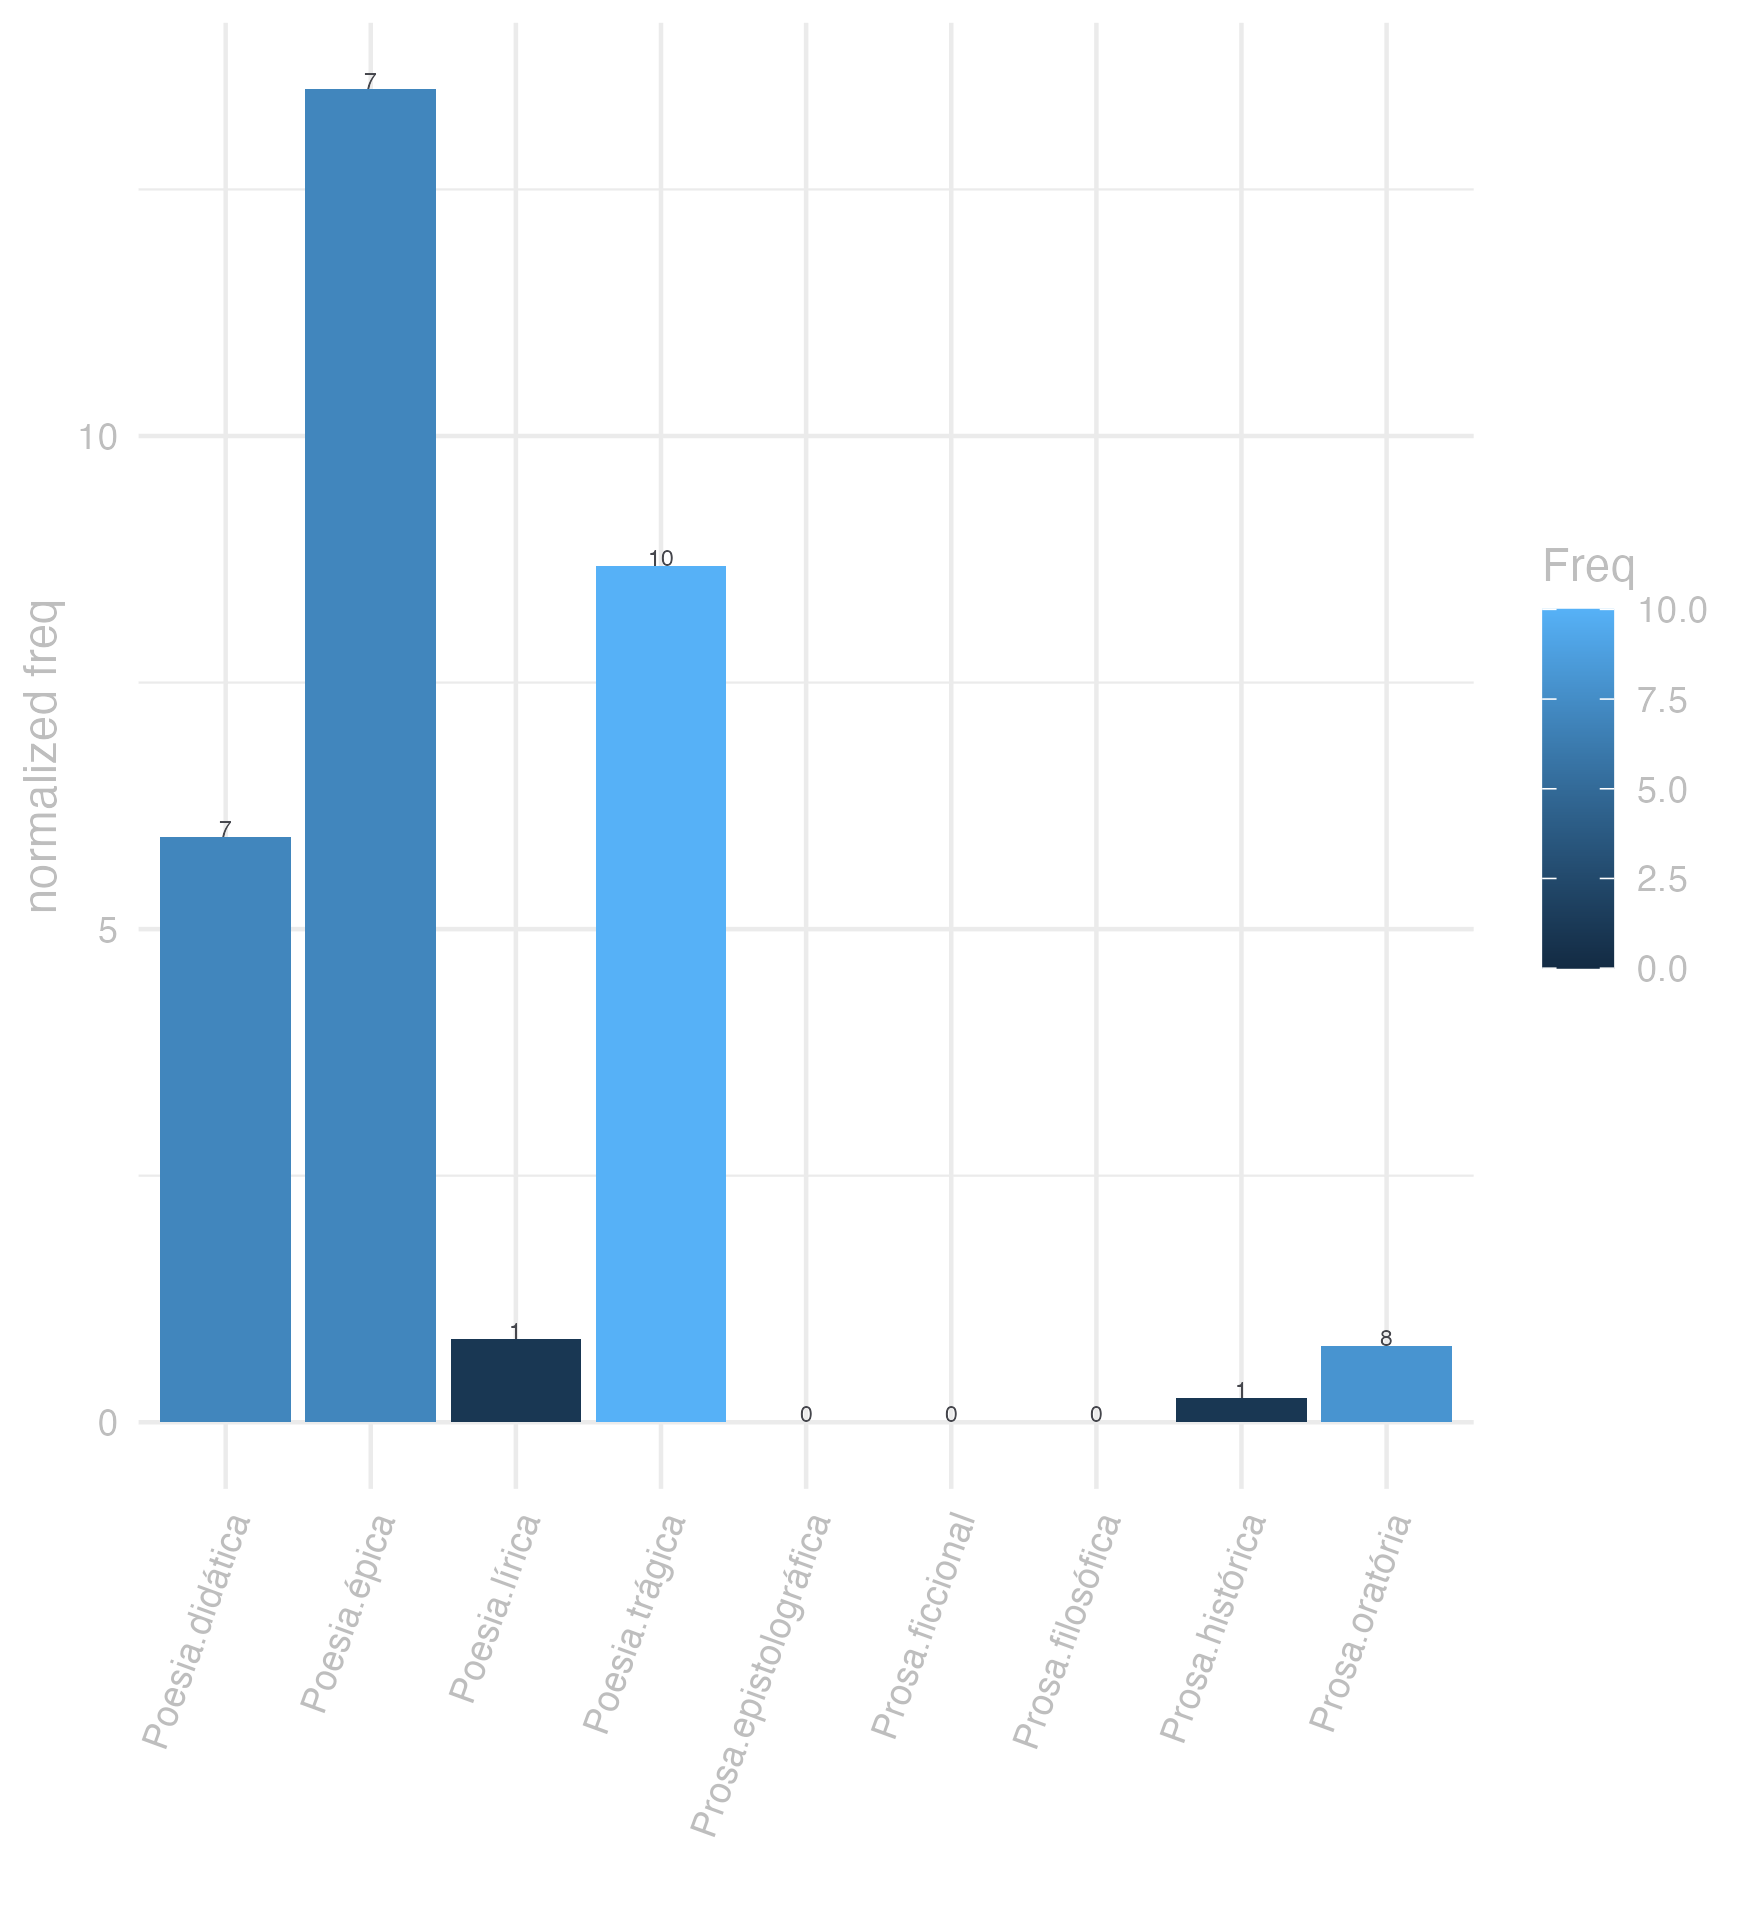 normalized freq
10
5
0
7
7
1
10
0
0
0
1
8
Poesia.didática
Poesia.épica
Poesia.lírica
Poesia.trágica
Prosa.epistolográfica
Prosa.ficcional
Prosa.filosófica
Prosa.histórica
Prosa.oratória
Freq
10.0
7.5
5.0
2.5
0.0